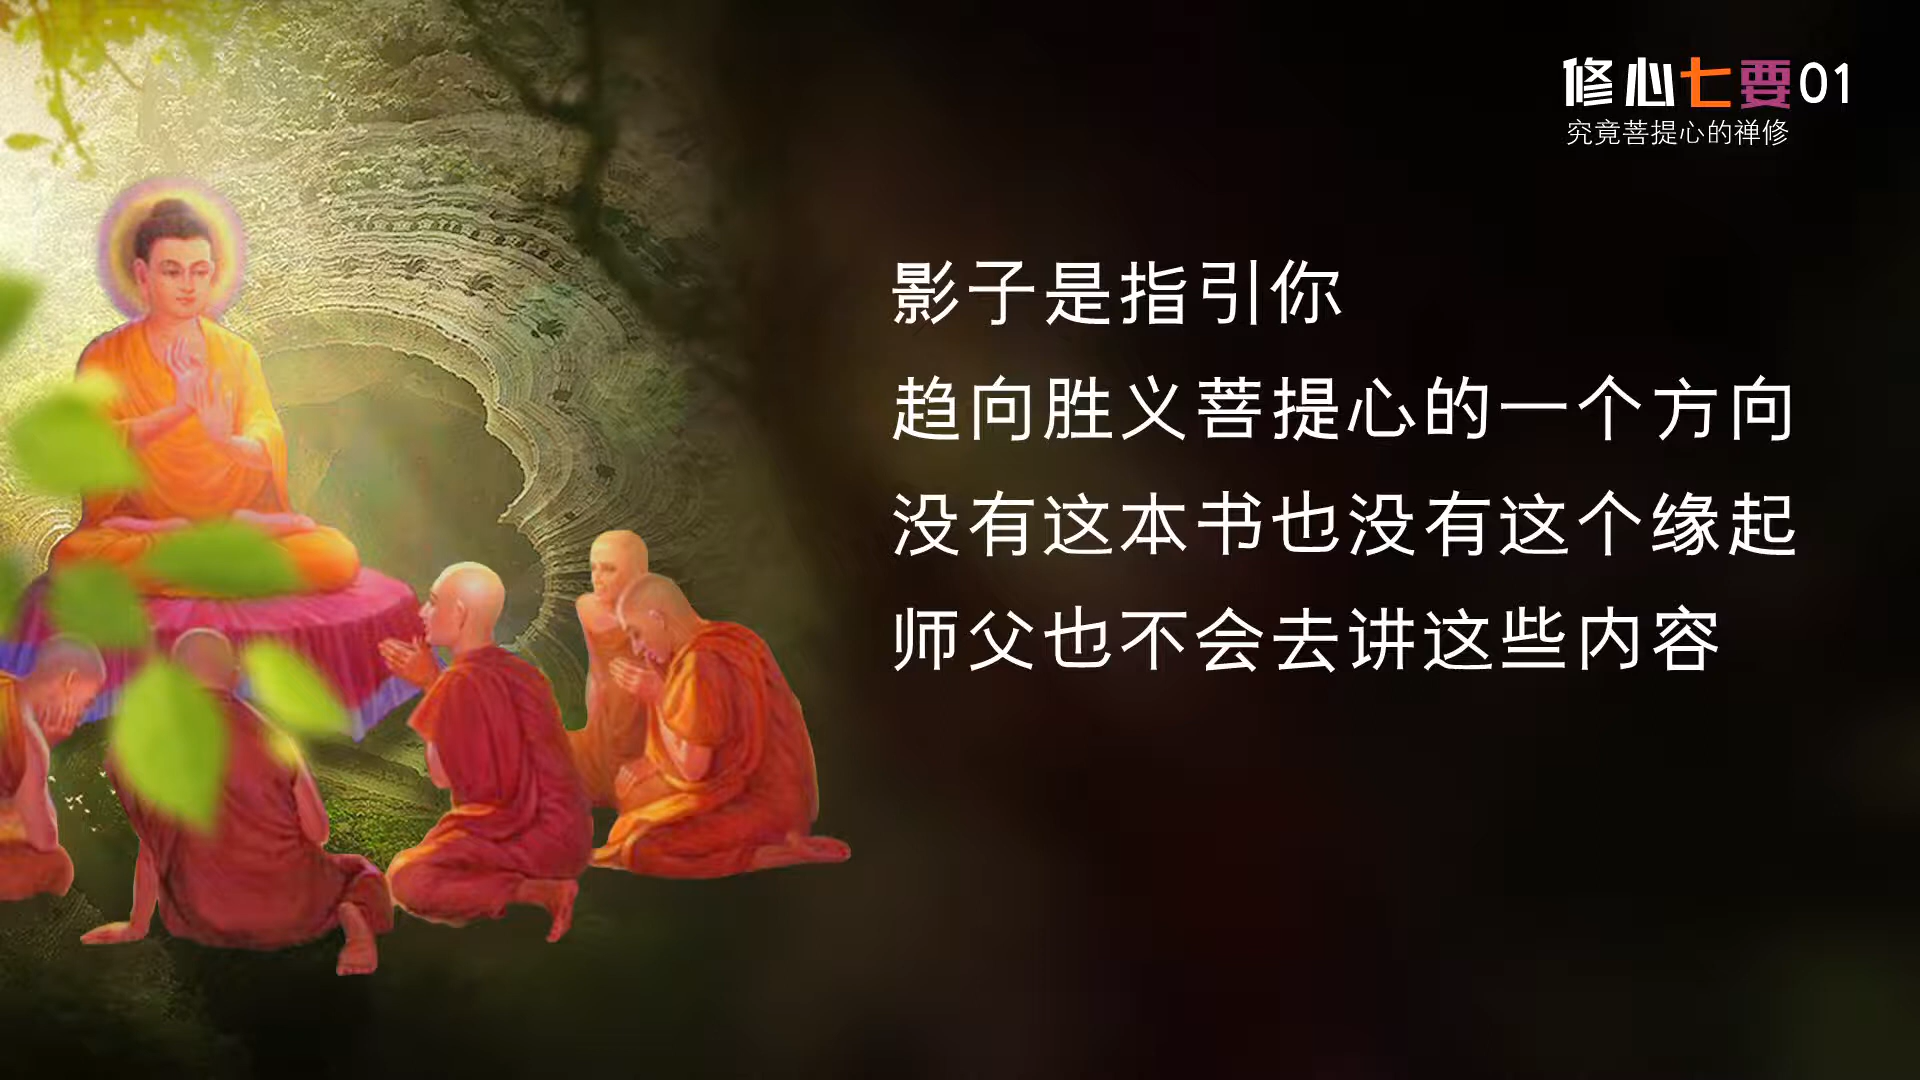 修心七要01
究竟菩提心的禅修
影子是指引你
趋向胜义菩提心的一个方向
没有这本书也没有这个缘起
师父也不会去讲这些内容